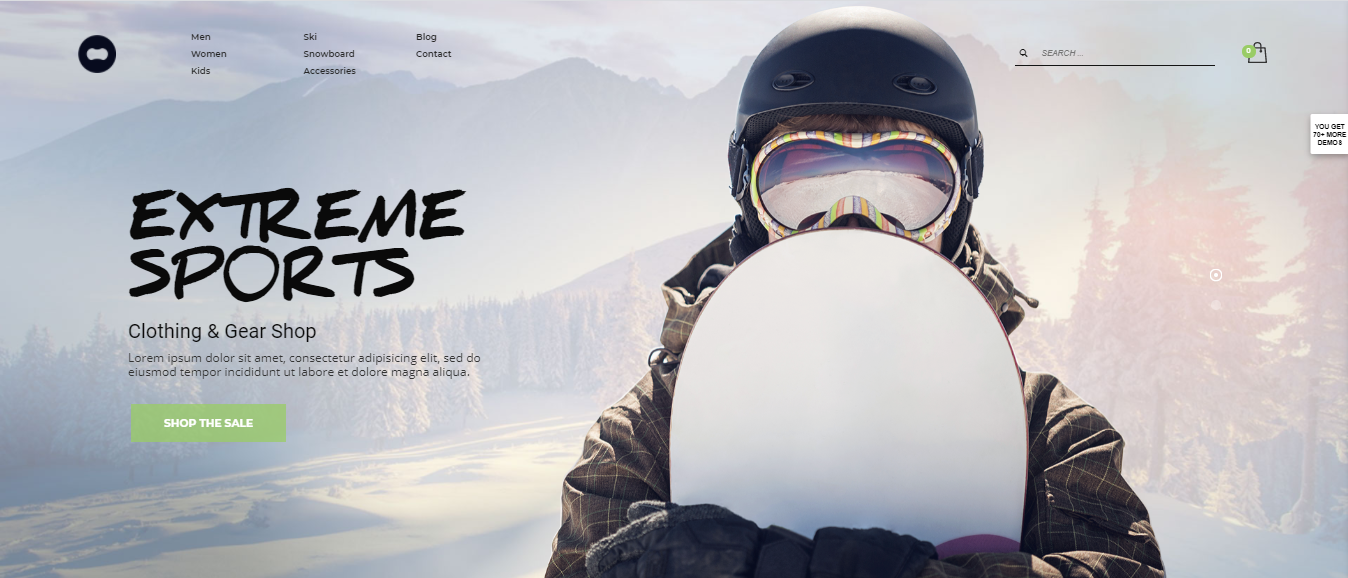 Men
Women
Kids
Ski
Snowboard
Accessories
Blog
Contact
SEARCH ...
0
YOU GET
70+ MORE
DEMOS
EXTREME
SPORTS
Clothing & Gear Shop
Lorem ipsum dolor sit amet, consectetur adipisicing elit, sed do
eiusmod tempor incididunt ut labore et dolore magna aliqua.
SHOP THE SALE